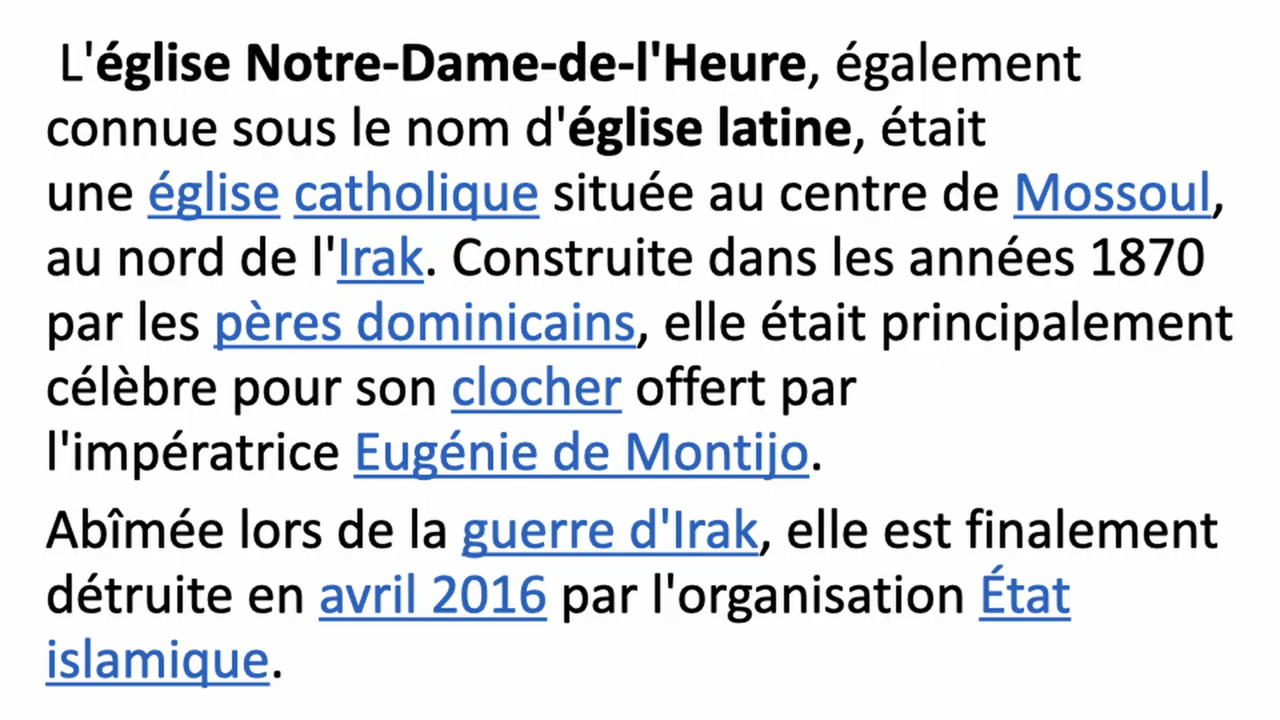 L'église Notre-Dame-de-l'Heure, également
connue sous le nom d'église latine, était
une église catholique située au centre de Mossoul,
au nord de l'Irak. Construite dans les années 1870
par les pères dominicains, elle était principalement
célèbre pour son clocher offert par
l'impératrice Eugénie de Montijo.
Abîmée lors de la guerre d'Irak, elle est finalement
détruite en avril 2016 par l'organisation État
islamique.